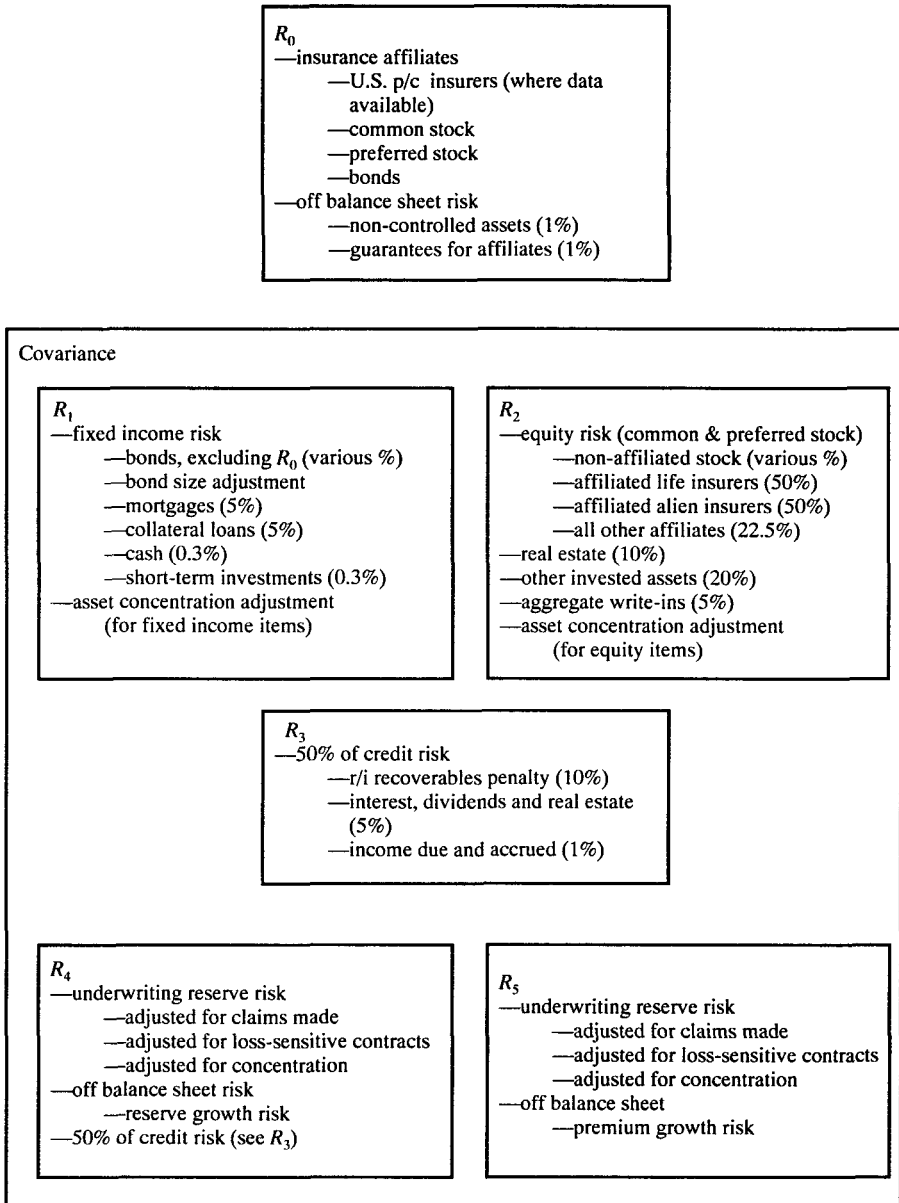 R0
—insurance affiliates
—U.S. p/c insurers (where data
available)
—common stock
—preferred stock
—bonds
—off balance sheet risk
—non-controlled assets (1%)
—guarantees for affiliates (1%)
Covariance
R1
—fixed income risk
—bonds, excluding R0 (various %)
—bond size adjustment
—mortgages (5%)
—collateral loans (5%)
—cash (0.3%)
—short-term investments (0.3%)
—asset concentration adjustment
(for fixed income items)
R2
—equity risk (common & preferred stock)
—non-affiliated stock (various %)
—affiliated life insurers (50%)
—affiliated alien insurers (50%)
—all other affiliates (22.5%)
—real estate (10%)
—other invested assets (20%)
—aggregate write-ins (5%)
—asset concentration adjustment
(for equity items)
R3
—50% of credit risk
—r/i recoverables penalty (10%)
—interest, dividends and real estate
(5%)
—income due and accrued (1%)
R4
—underwriting reserve risk
—adjusted for claims made
—adjusted for loss-sensitive contracts
—adjusted for concentration
—off balance sheet risk
—reserve growth risk
—50% of credit risk (see R3)
R5
—underwriting reserve risk
—adjusted for claims made
—adjusted for loss-sensitive contracts
—adjusted for concentration
—off balance sheet
—premium growth risk